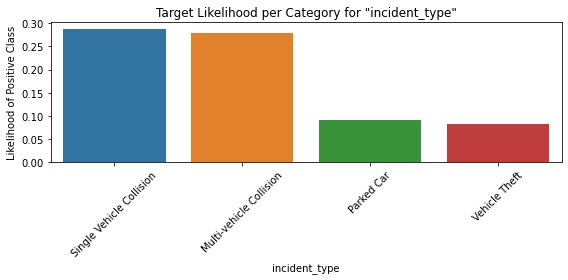 Target Likelihood per Category for "incident_type"
Likelihood of Positive Class
0.30
0.25
0.20
0.15
0.10
0.05
0.00
Single Vehicle Collision
Multi-vehicle Collision
Parked Car
Vehicle Theft
incident_type